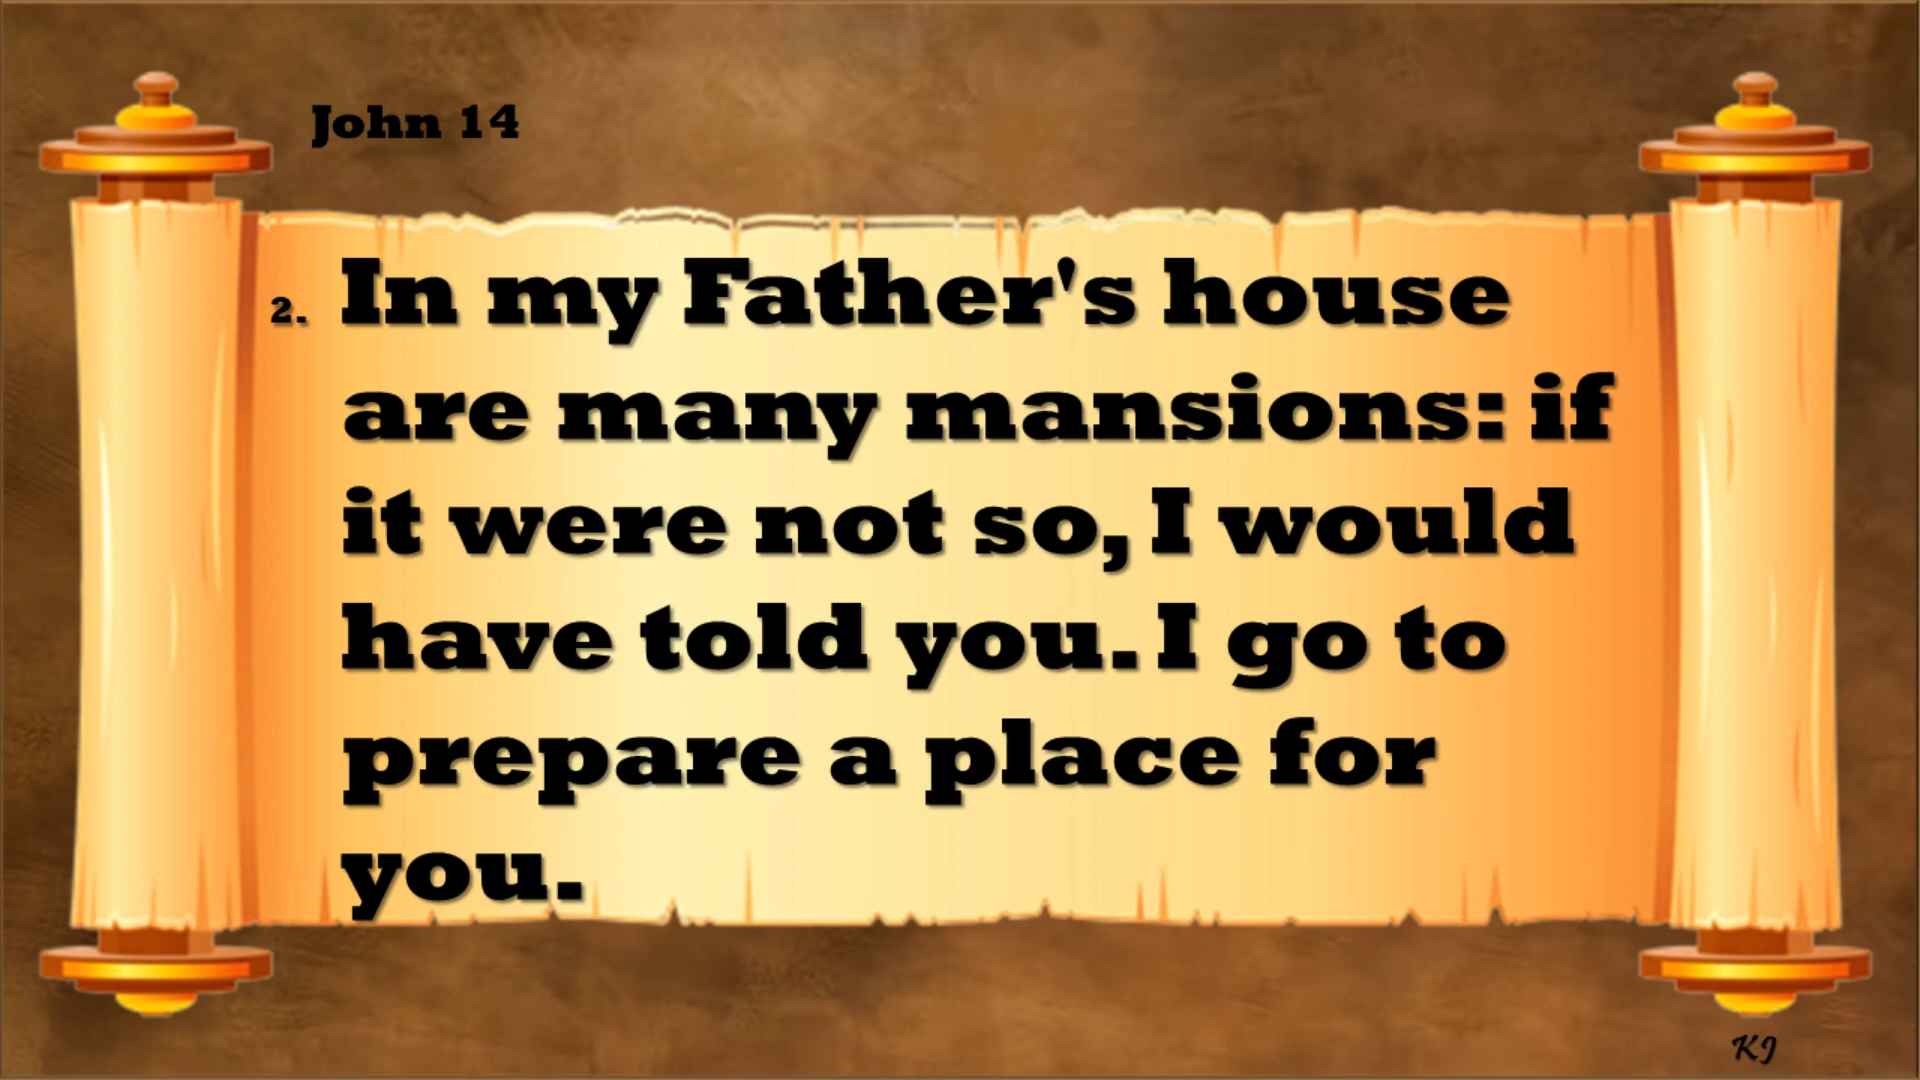 John 14
2. In my Father's house
are many mansions: if
it were not so, I would
have told you. I go to
prepare a place for
you.
KJ